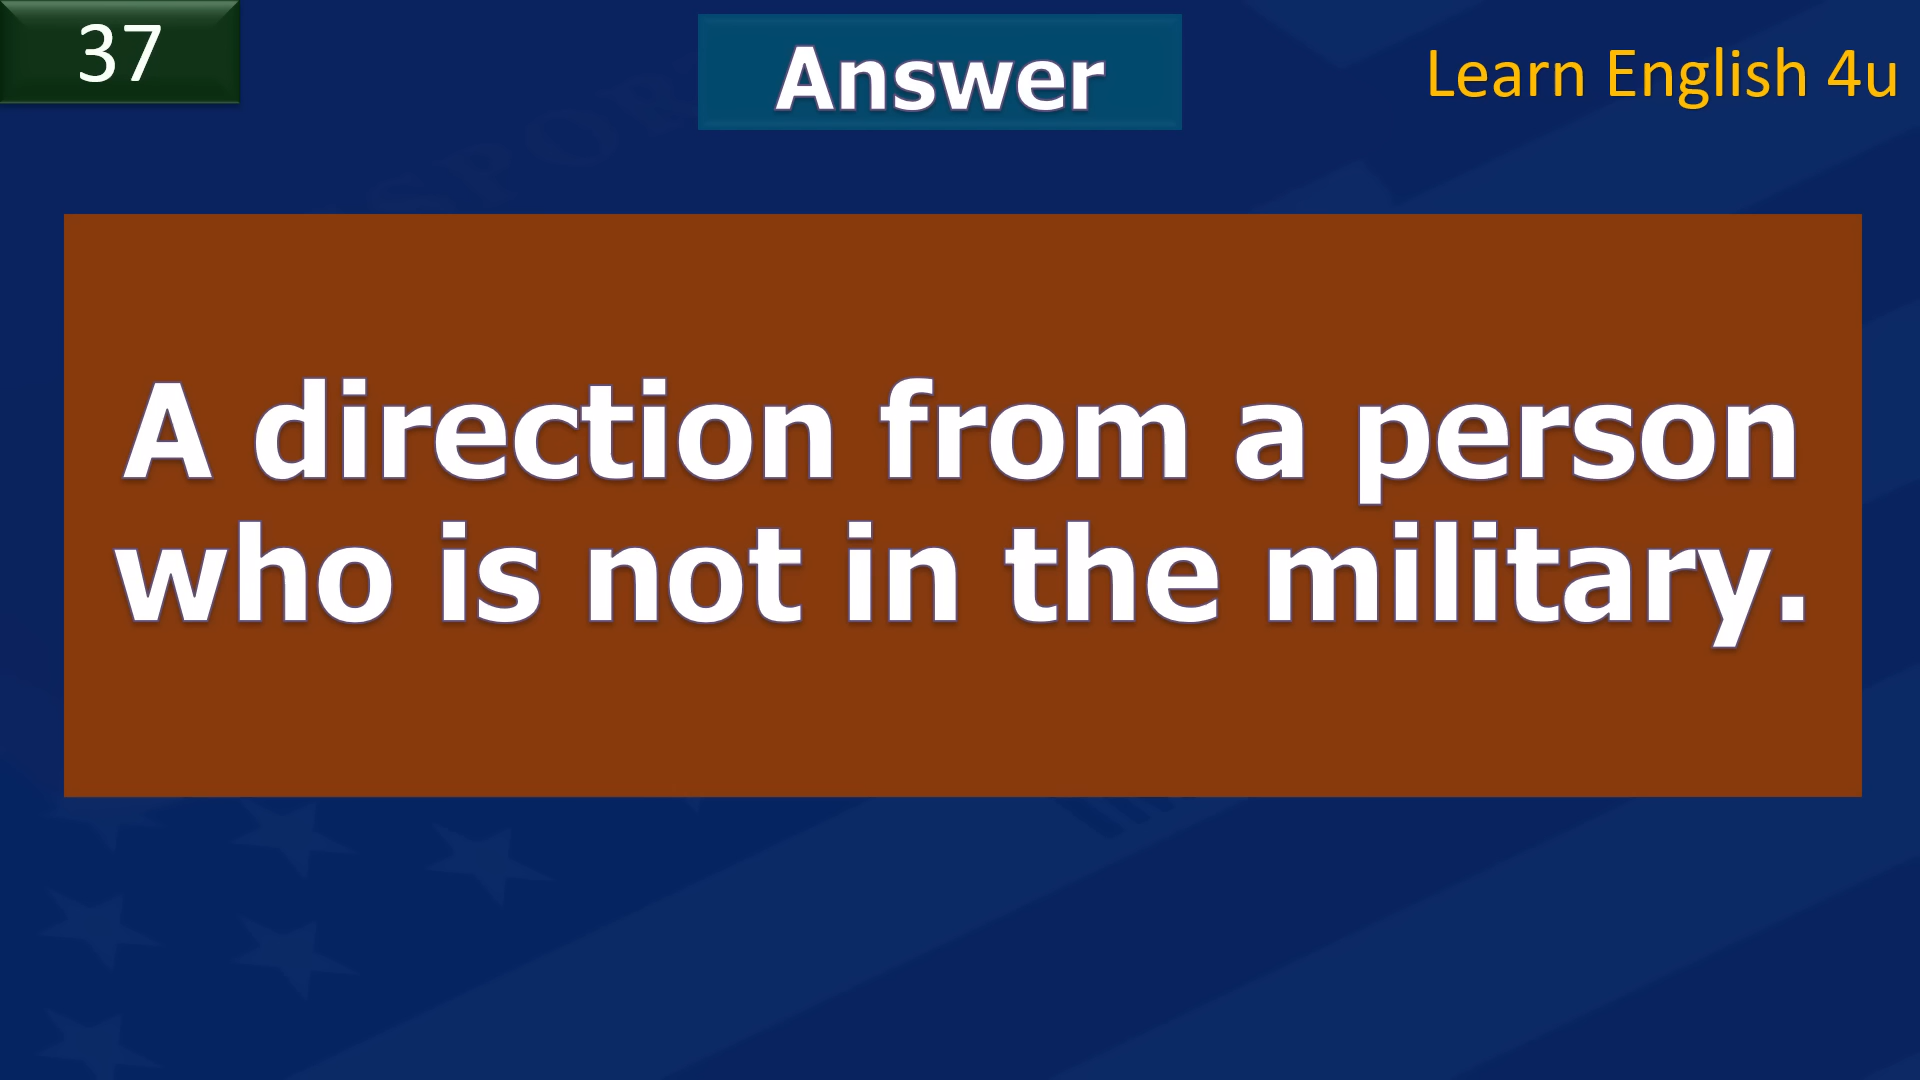 37
Answer
Learn English 4u
A direction from a person
who is not in the military.